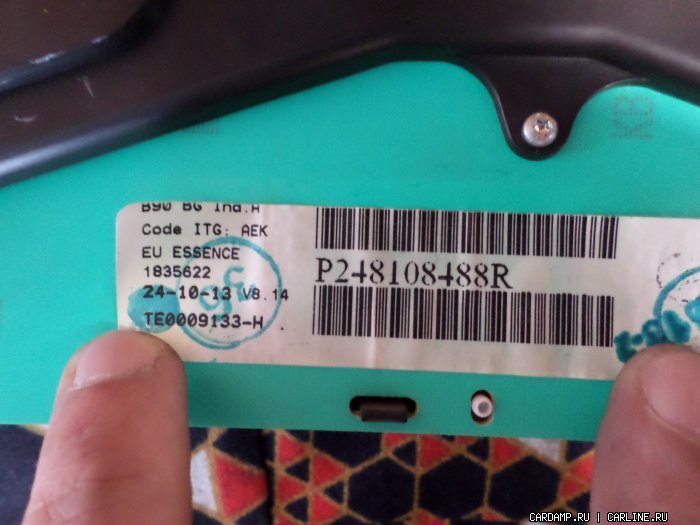 B90 BG Ind.A
Code ITG: AEK
EU ESSENCE
1835622
24-10-13 V8.14
TE0009133-H
P248108488R
CARDAMP.RU | CARLINE.RU